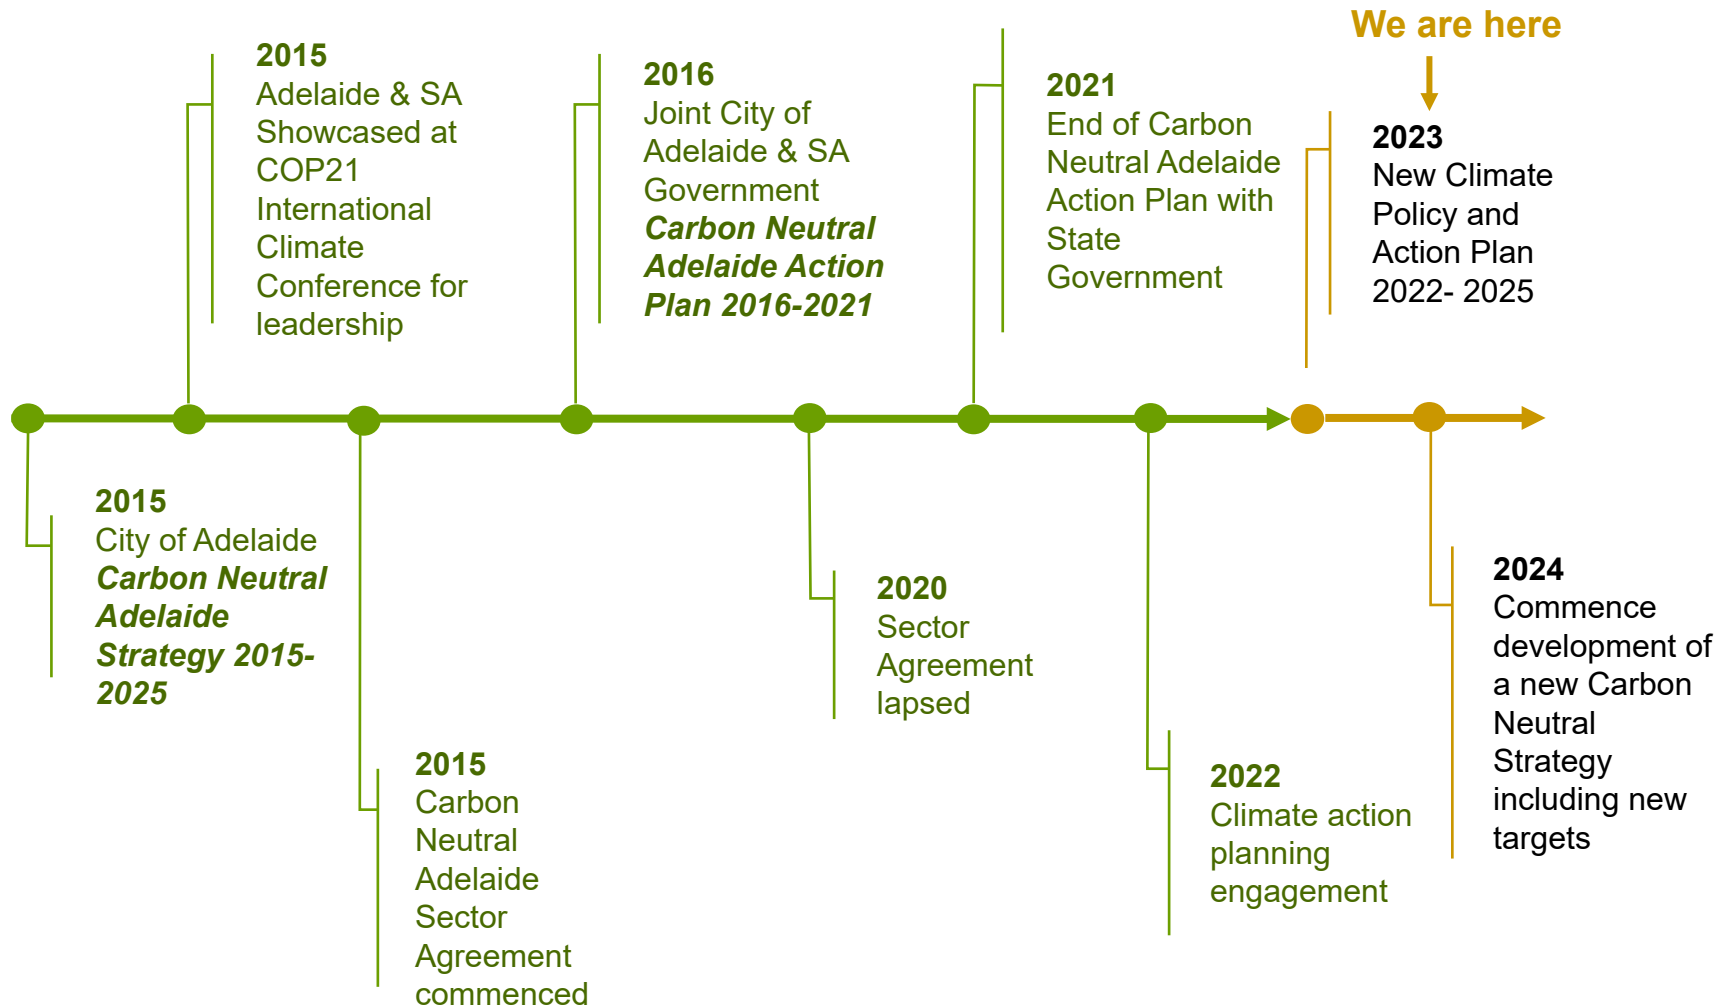 We are here
2015
Adelaide & SA
Showcased at
COP21
International
Climate
Conference for
leadership
2016
Joint City of
Adelaide & SA
Government
Carbon Neutral
Adelaide Action
Plan 2016-2021
2021
End of Carbon
Neutral Adelaide
Action Plan with
State
Government
2023
New Climate
Policy and
Action Plan
2022- 2025
2015
City of Adelaide
Carbon Neutral
Adelaide
Strategy 2015-
2025
2015
Carbon
Neutral
Adelaide
Sector
Agreement
commenced
2020
Sector
Agreement
lapsed
2022
Climate action
planning
engagement
2024
Commence
development of
a new Carbon
Neutral
Strategy
including new
targets